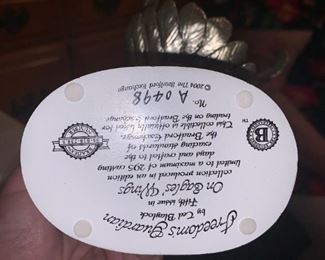 Freedom's Guardian
by Ted Blaylock
Fifth issue in
On Eagles' Wings
collection produced in an edition
limited to a maximum of 295 casting
days and crafted to the
exacting standards of
the Bradford Exchange.
This collectible is officially listed for
trading on the Bradford Exchange.
No. A0498
© 2004 The Bradford Exchange
B